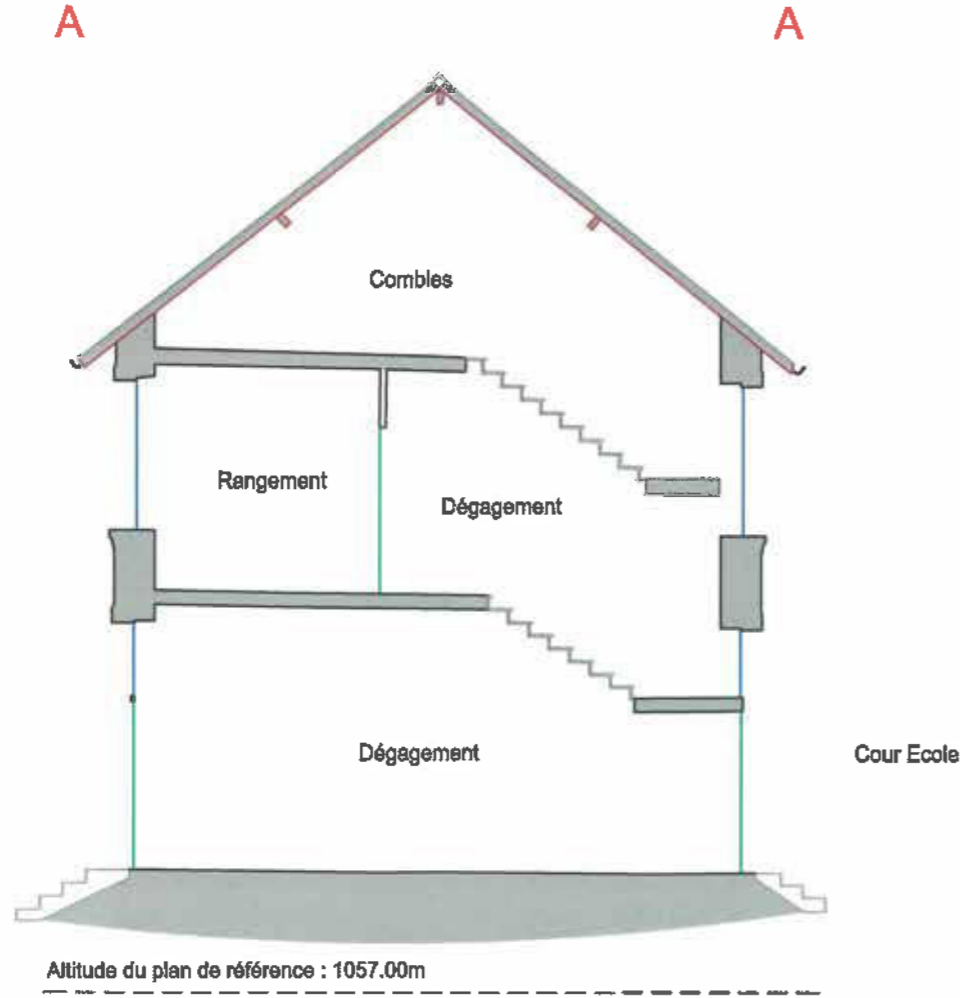 A A
Combles
Rangement
Dégagement
Dégagement
Cour Ecole
Altitude du plan de référence : 1057.00m